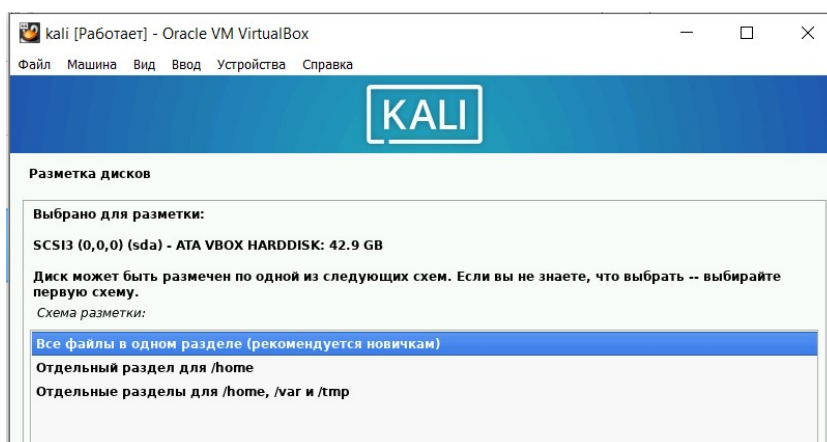 kali [Работает] - Oracle VM VirtualBox
Файл Машина Вид Ввод Устройства Справка
KALI
Разметка дисков
Выбрано для разметки:
SCSI3 (0,0,0) (sda) - ATA VBOX HARDDISK: 42.9 GB
Диск может быть размечен по одной из следующих схем. Если вы не знаете, что выбрать -- выбирайте
первую схему.
Схема разметки:
Все файлы в одном разделе (рекомендуется новичкам)
Отдельный раздел для /home
Отдельные разделы для /home, /var и /tmp